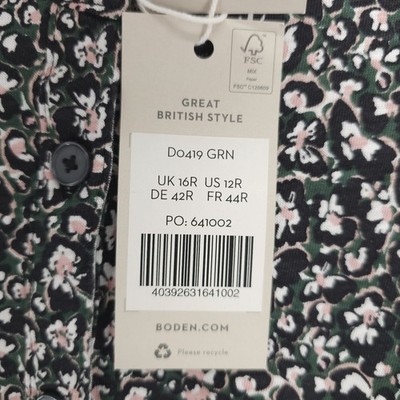 FSC
MIX
Paper
GREAT
BRITISH STYLE
D0419 GRN
UK 16R US 12R
DE 42R FR 44R
PO: 641002
40392631641002
BODEN.COM
Please recycle